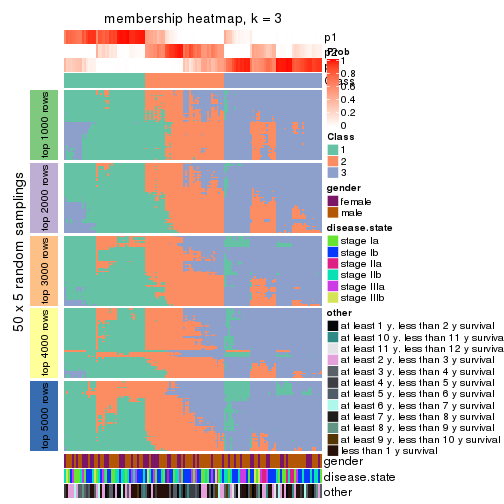 membership heatmap, k = 3
p1
p2
Prob
1
0.8
0.6
0.4
0.2
0
Class
Class
1
2
3
gender
female
male
disease.state
stage Ia
stage Ib
stage IIa
stage IIb
stage IIIa
stage IIIb
other
at least 1 y. less than 2 y survival
at least 10 y. less than 11 y surviva
at least 11 y. less than 12 y surviva
at least 2 y. less than 3 y survival
at least 3 y. less than 4 y survival
at least 4 y. less than 5 y survival
at least 5 y. less than 6 y survival
at least 6 y. less than 7 y survival
at least 7 y. less than 8 y survival
at least 8 y. less than 9 y survival
at least 9 y. less than 10 y survival
less than 1 y survival
50 x 5 random samplings
top 1000 rows
top 2000 rows
top 3000 rows
top 4000 rows
top 5000 rows
gender
disease.state
other